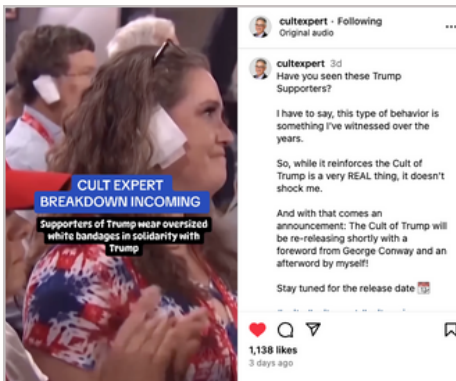 CULT EXPERT
BREAKDOWN INCOMING
Supporters of Trump wear oversized
white bandages in solidarity with
Trump
cultexpert · Following
Original audio
cultexpert 3d
Have you seen these Trump
Supporters?
I have to say, this type of behavior is
something I've witnessed over the
years.
So, while it reinforces the Cult of
Trump is a very REAL thing, it doesn't
shock me.
And with that comes an
announcement: The Cult of Trump will
be re-releasing shortly with a
foreword from George Conway and an
afterword by myself!
Stay tuned for the release date
1,138 likes
3 days ago